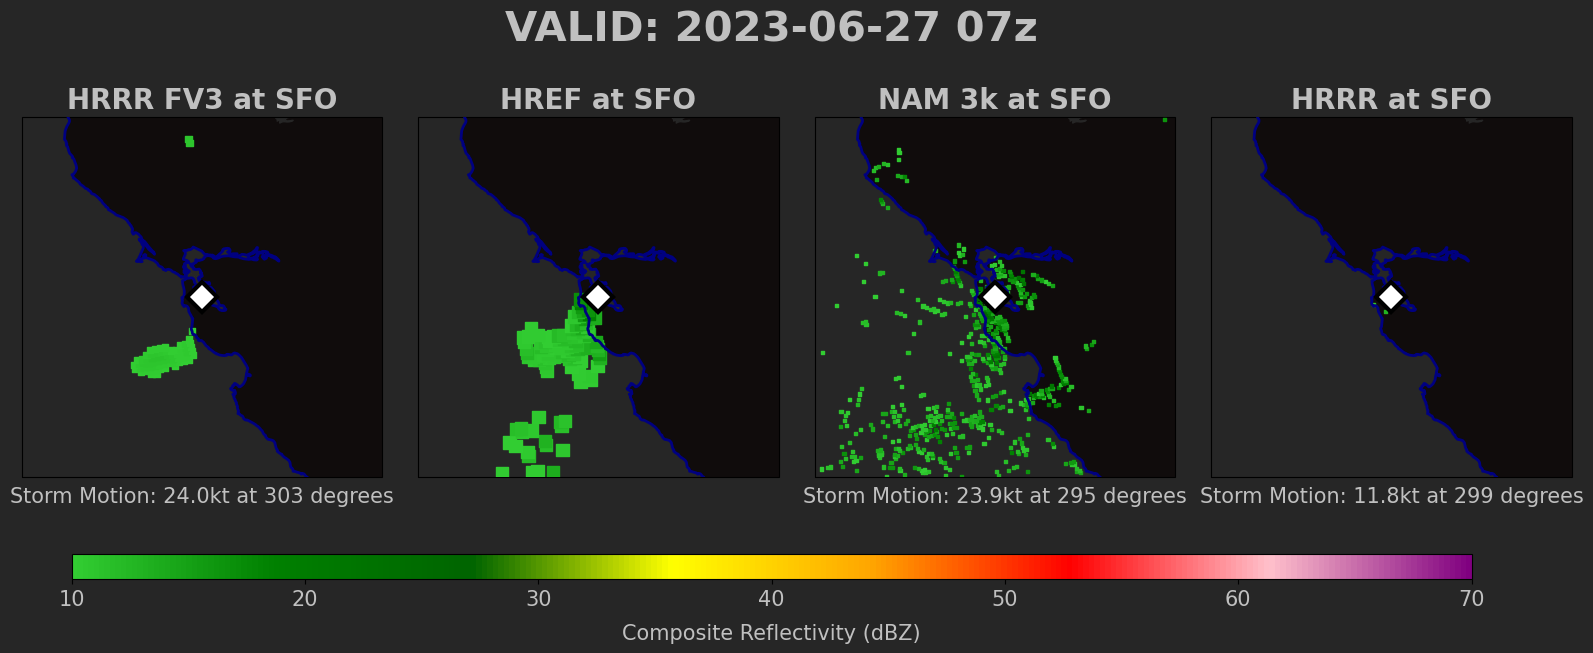 VALID: 2023-06-27 07z
HRRR FV3 at SFO
HREF at SFO
NAM 3k at SFO
HRRR at SFO
Storm Motion: 24.0kt at 303 degrees
Storm Motion: 23.9kt at 295 degrees
Storm Motion: 11.8kt at 299 degrees
10 20 30 40 50 60 70
Composite Reflectivity (dBZ)